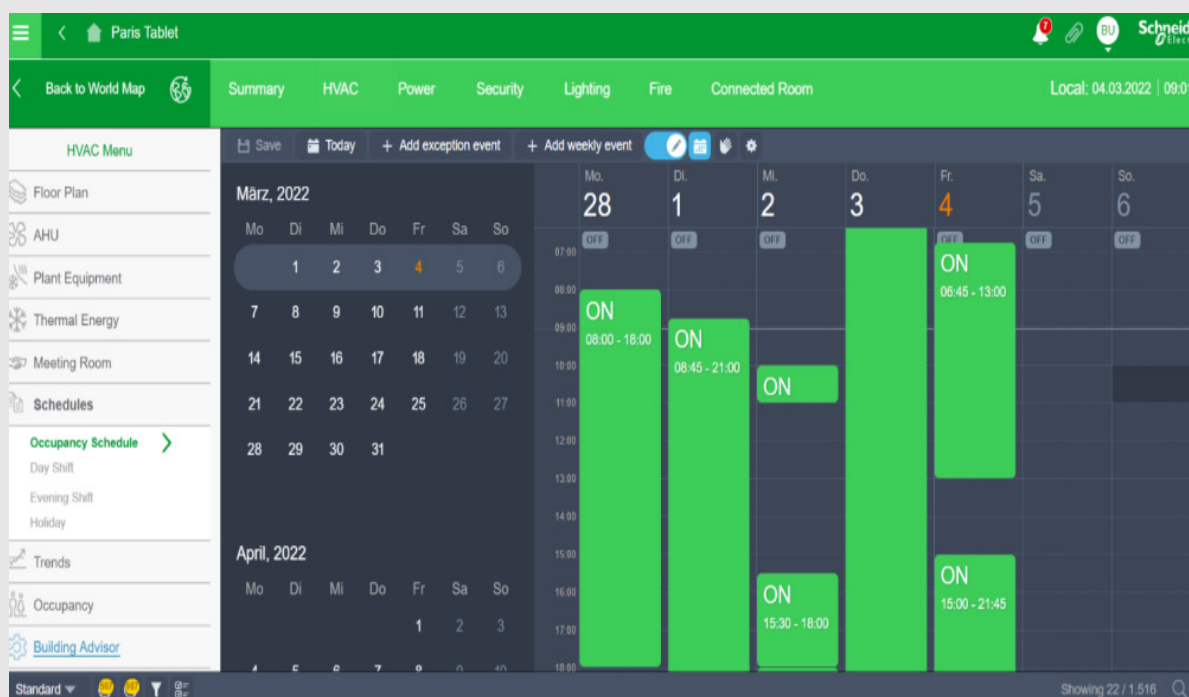 Paris Tablet
7
BU
Back to World Map
Summary HVAC Power Security Lighting Fire Connected Room
Local: 04.03.2022
HVAC Menu
Floor Plan
AHU
Plant Equipment
Thermal Energy
Meeting Room
Schedules
Occupancy Schedule
Day Shift
Evening Shift
Holiday
Trends
Occupancy
Building Advisor
Save Today + Add exception event + Add weekly event
März, 2022
Mo Di Mi Do Fr Sa So
1 2 3 4 5 6
7 8 9 10 11 12 13
14 15 16 17 18 19 20
21 22 23 24 25 26 27
28 29 30 31
April, 2022
Mo Di Mi Do Fr Sa So
1 2 3
Mo. Di. Mi. Do. Fr. Sa. So.
28 1 2 3 4 5 6
OFF OFF OFF OFF OFF OFF
07:00
08:00
09:00
10:00
11:00
12:00
13:00
14:00
15:00
16:00
17:00
18:00
ON
08:00 - 18:00
ON
08:45 - 21:00
ON
ON
15:30 - 18:00
ON
06:45 - 13:00
ON
15:00 - 21:45
Standard
Showing 22 / 1.516